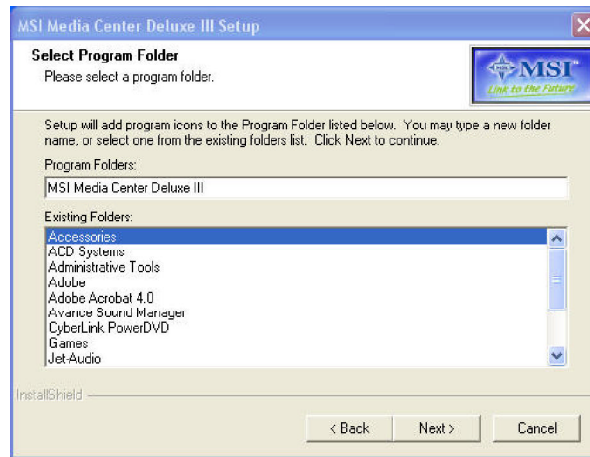 MSI Media Center Deluxe III Setup
Select Program Folder
Please select a program folder.
MSI
Link to the Future
Setup will add program icons to the Program Folder listed below. You may type a new folder
name, or select one from the existing folders list. Click Next to continue.
Program Folders:
MSI Media Center Deluxe III
Existing Folders:
Accessories
ACD Systems
Administrative Tools
Adobe
Adobe Acrobat 4.0
Avance Sound Manager
CyberLink PowerDVD
Games
Jet-Audio
InstallShield
< Back
Next >
Cancel